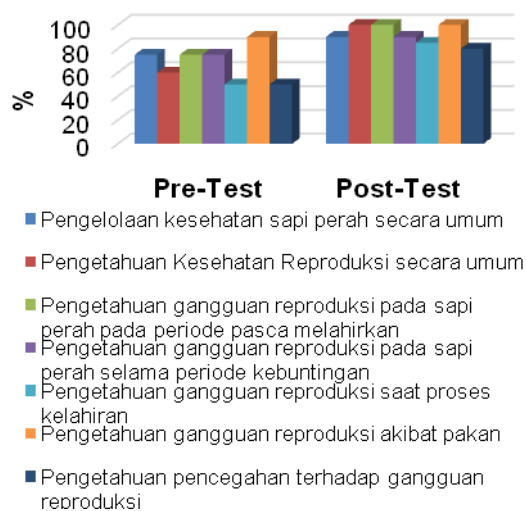 100
80
60
40
20
0
%
Pre-Test Post-Test
Pengelolaan kesehatan sapi perah secara umum
Pengetahuan Kesehatan Reproduksi secara umum
Pengetahuan gangguan reproduksi pada sapi
perah pada periode pasca melahirkan
Pengetahuan gangguan reproduksi pada sapi
perah selama periode kebuntingan
Pengetahuan gangguan reproduksi saat proses
kelahiran
Pengetahuan gangguan reproduksi akibat pakan
Pengetahuan pencegahan terhadap gangguan
reproduksi